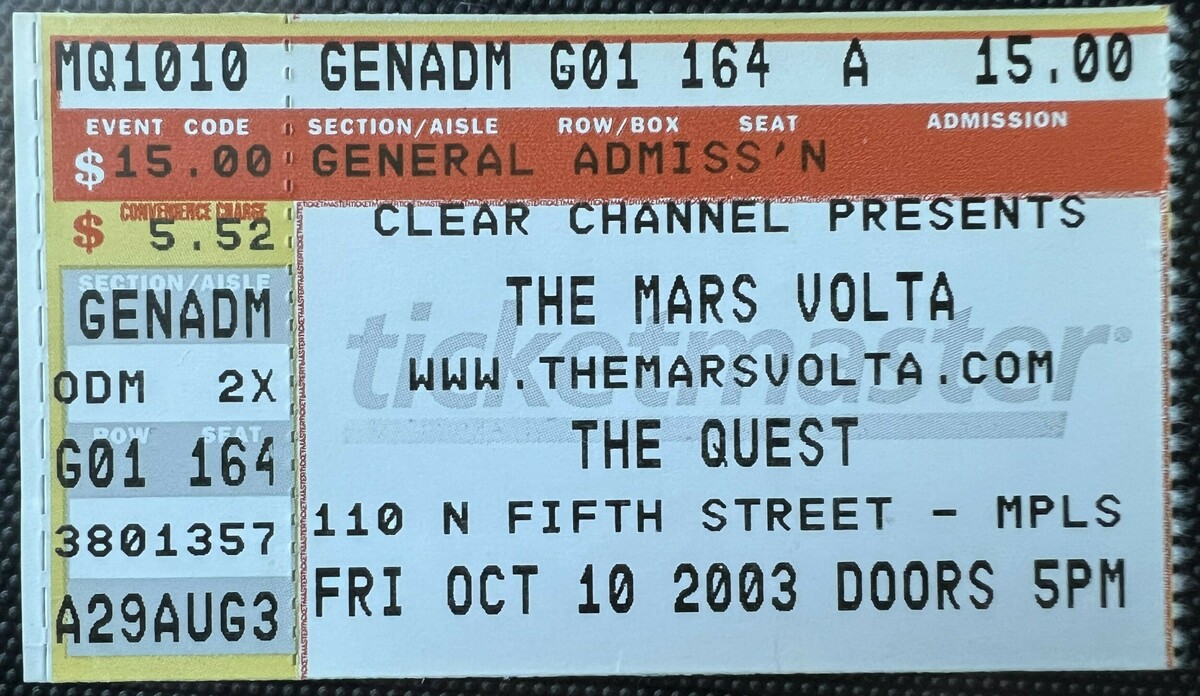 MQ1010 GENADM G01 164 A 15.00
EVENT CODE SECTION/AISLE ROW/BOX SEAT ADMISSION
$15.00 GENERAL ADMISS'N
CONVENIENCE CHARGE
$ 5.52
SECTION/AISLE
GENADM
ODM 2X
ROW SEAT
G01 164
3801357
A29AUG3
CLEAR CHANNEL PRESENTS
THE MARS VOLTA
ticketmaster®
WWW.THEMARSVOLTA.COM
THE QUEST
110 N FIFTH STREET - MPLS
FRI OCT 10 2003 DOORS 5PM